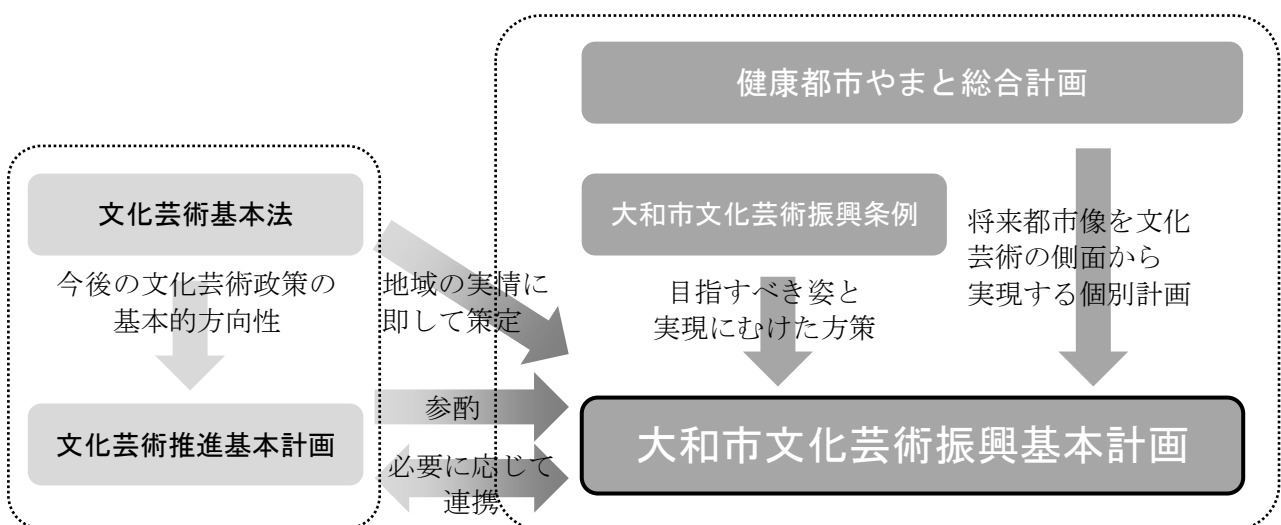 健康都市やまと総合計画
文化芸術基本法
大和市文化芸術振興条例
今後の文化芸術政策の
基本的方向性
地域の実情に
即して策定
目指すべき姿と
実現にむけた方策
将来都市像を文化
芸術の側面から
実現する個別計画
文化芸術推進基本計画
参酌
必要に応じて
連携
大和市文化芸術振興基本計画